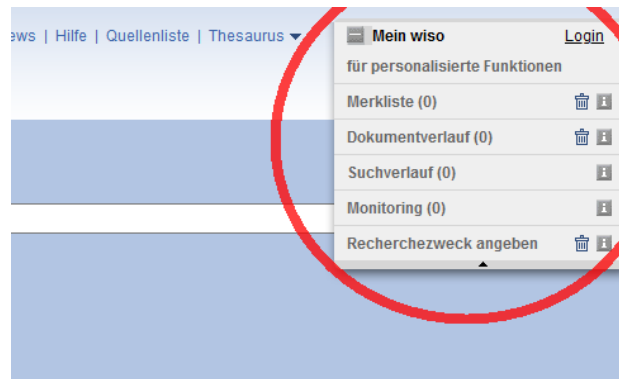 ews | Hilfe | Quellenliste | Thesaurus
Mein wiso Login
für personalisierte Funktionen
Merkliste (0)
Dokumentverlauf (0)
Suchverlauf (0)
Monitoring (0)
Recherchezweck angeben